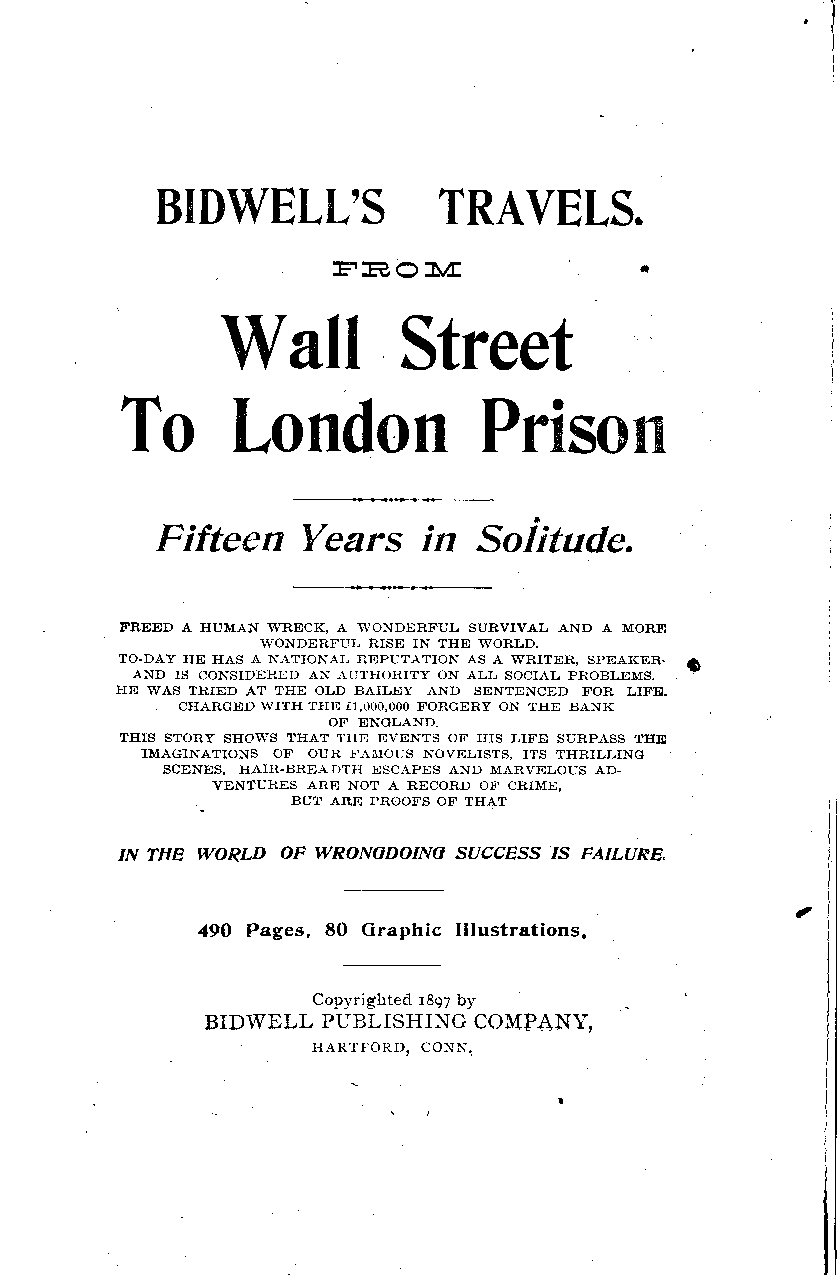 BIDWELL'S TRAVELS.
FROM
Wall Street
To London Prison
Fifteen Years in Solitude.
FREED A HUMAN WRECK, A WONDERFUL SURVIVAL AND A MORE
WONDERFUL RISE IN THE WORLD.
TO-DAY HE HAS A NATIONAL REPUTATION AS A WRITER, SPEAKER-
AND IS CONSIDERED AN AUTHORITY ON ALL SOCIAL PROBLEMS.
HE WAS TRIED AT THE OLD BAILEY AND SENTENCED FOR LIFE.
CHARGED WITH THE £1,000,000 FORGERY ON THE BANK
OF ENGLAND.
THIS STORY SHOWS THAT THE EVENTS OF HIS LIFE SURPASS THE
IMAGINATIONS OF OUR FAMOUS NOVELISTS, ITS THRILLING
SCENES, HAIR-BREADTH ESCAPES AND MARVELOUS AD-
VENTURES ARE NOT A RECORD OF CRIME,
BUT ARE PROOFS OF THAT
IN THE WORLD OF WRONGDOING SUCCESS IS FAILURE.
490 Pages, 80 Graphic Illustrations.
Copyrighted 1897 by
BIDWELL PUBLISHING COMPANY,
HARTFORD, CONN.